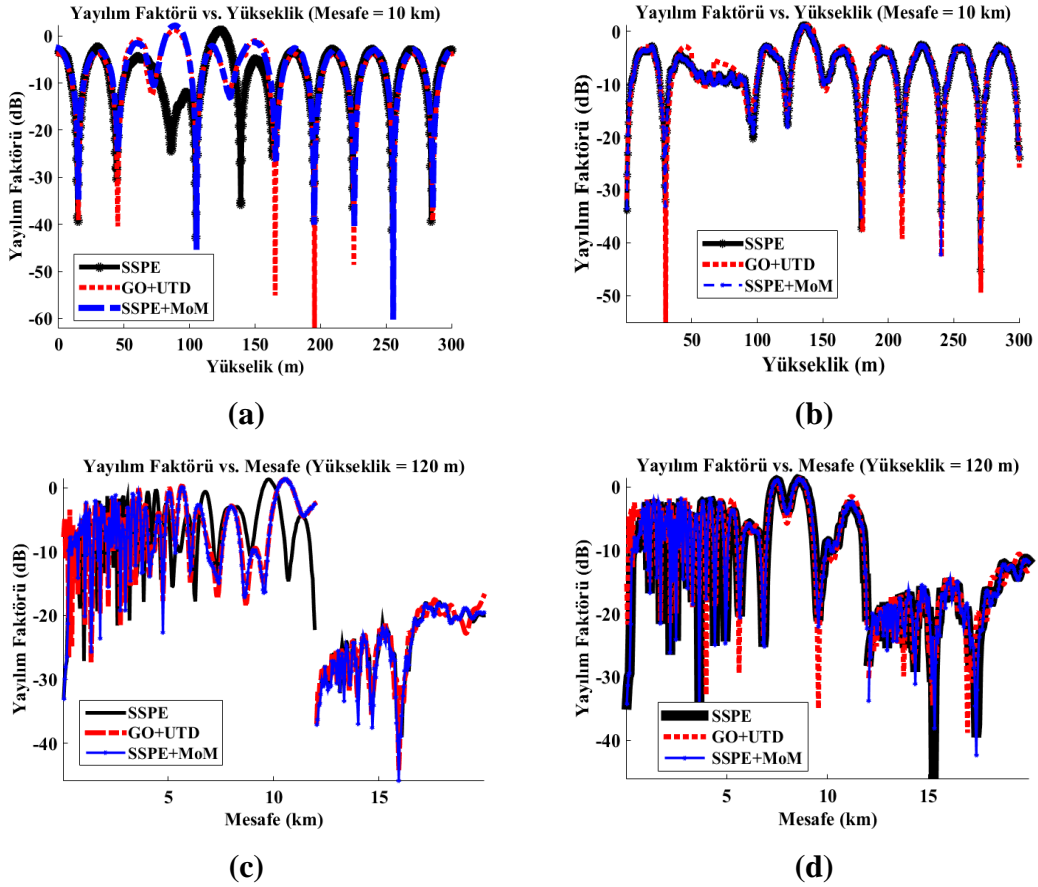 Yayılım Faktörü vs. Yükseklik (Mesafe = 10 km)
Yayılım Faktörü (dB)
0
-10
-20
-30
-40
-50
-60
SSPE
GO+UTD
SSPE+MoM
0 50 100 150 200 250 300
Yükselik (m)
(a)
Yayılım Faktörü vs. Yükseklik (Mesafe = 10 km)
Yayılım Faktörü (dB)
0
-10
-20
-30
-40
-50
SSPE
GO+UTD
SSPE+MoM
50 100 150 200 250 300
Yükseklik (m)
(b)
Yayılım Faktörü vs. Mesafe (Yükseklik = 120 m)
Yayılım Faktörü (dB)
0
-10
-20
-30
-40
SSPE
GO+UTD
SSPE+MoM
5 10 15
Mesafe (km)
(c)
Yayılım Faktörü vs. Mesafe (Yükseklik = 120 m)
Yayılım Faktörü (dB)
0
-10
-20
-30
-40
SSPE
GO+UTD
SSPE+MoM
5 10 15
Mesafe (km)
(d)